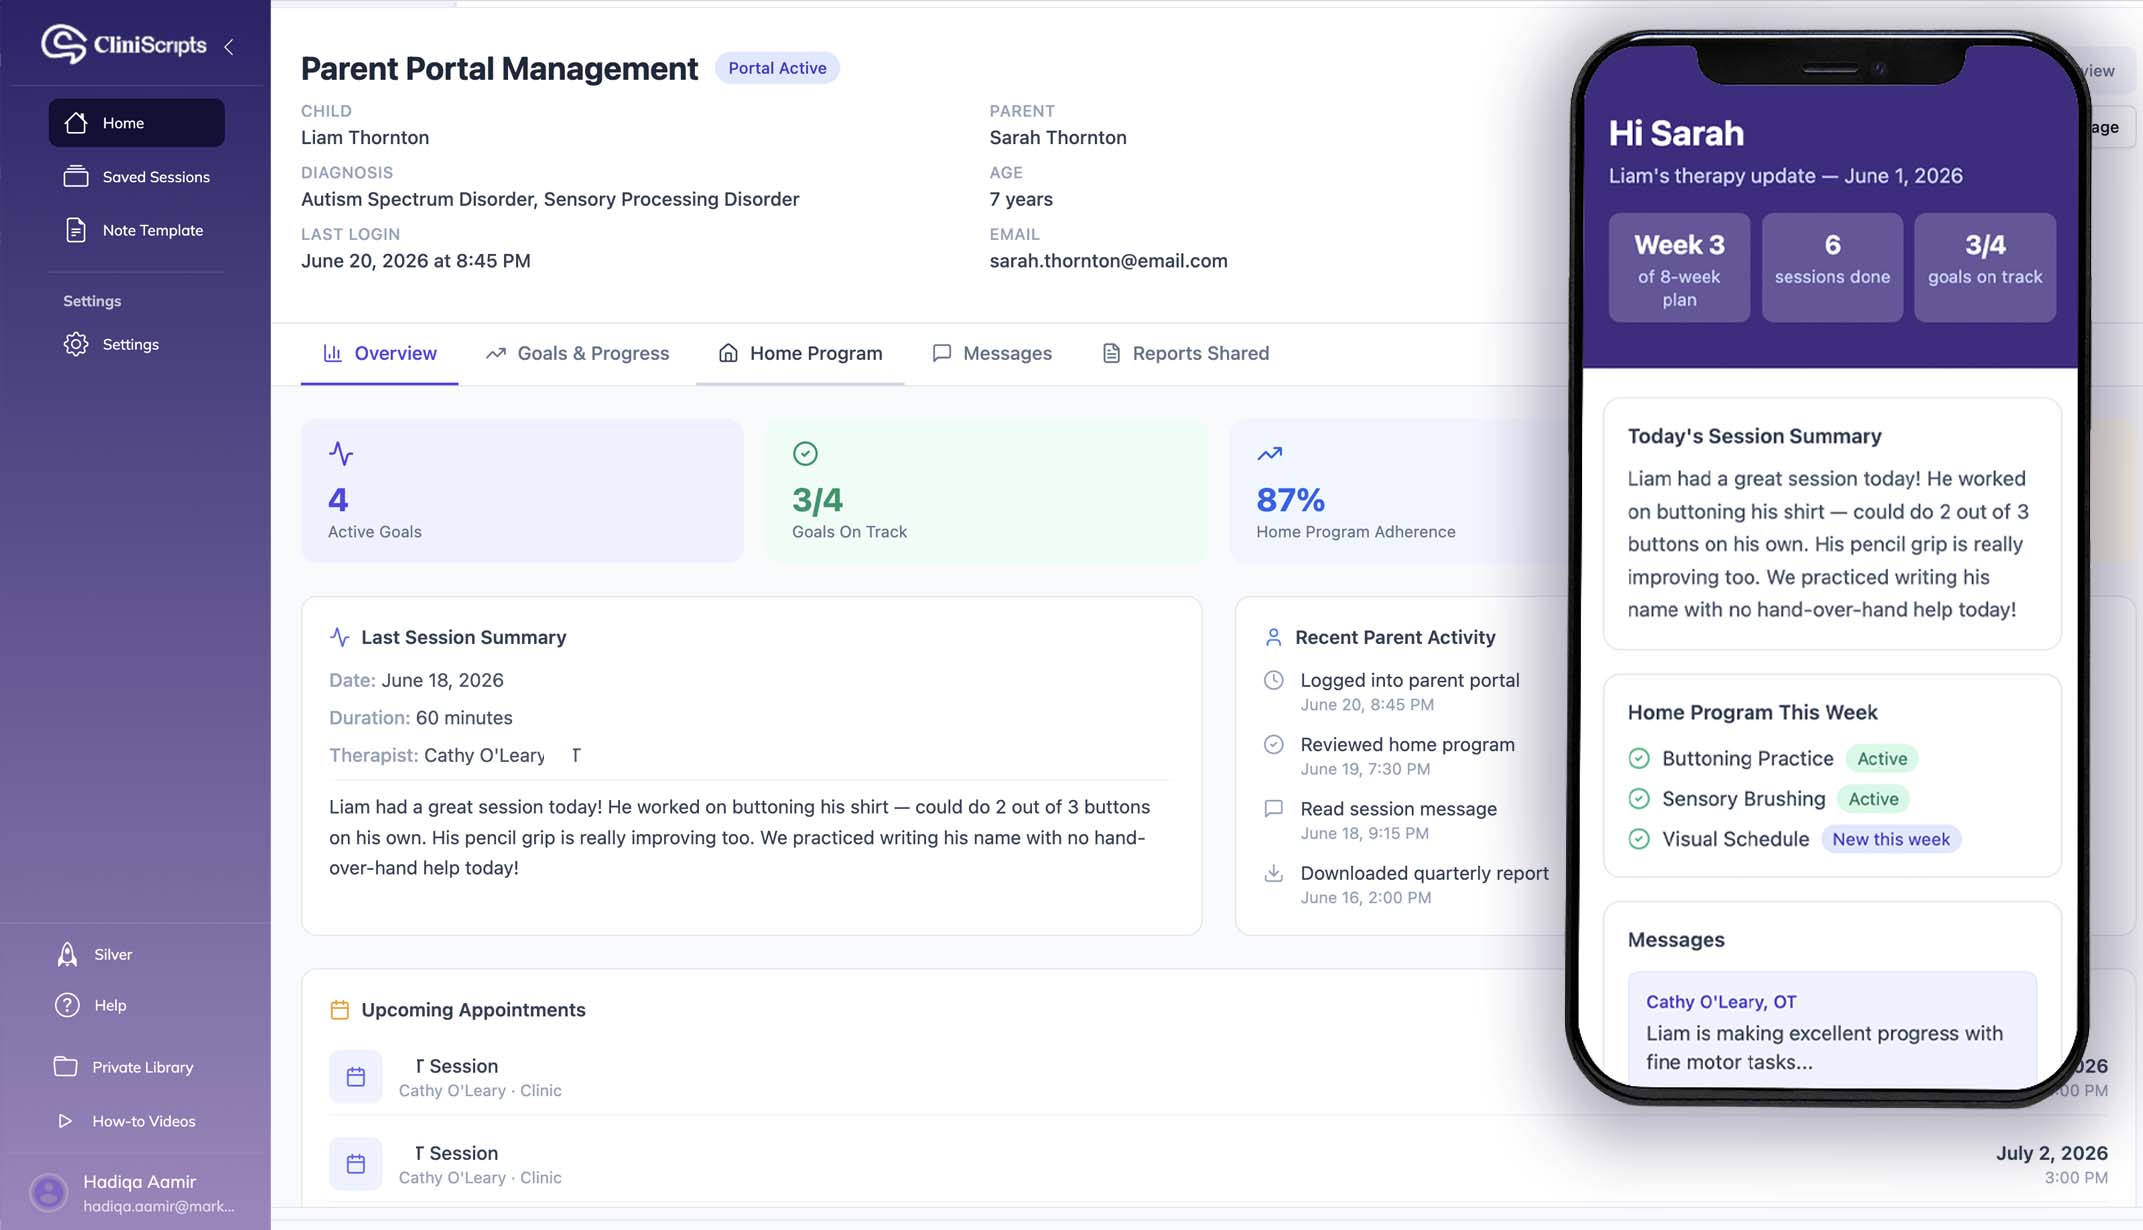 CliniScripts
Home
Saved Sessions
Note Template
Settings
Settings
Silver
Help
Private Library
How-to Videos
Hadiqa Aamir
hadiqa.aamir@mark...
Parent Portal Management
Portal Active
CHILD
Liam Thornton
PARENT
Sarah Thornton
DIAGNOSIS
Autism Spectrum Disorder, Sensory Processing Disorder
AGE
7 years
LAST LOGIN
June 20, 2026 at 8:45 PM
EMAIL
sarah.thornton@email.com
Overview
Goals & Progress
Home Program
Messages
Reports Shared
4
Active Goals
3/4
Goals On Track
87%
Home Program Adherence
Last Session Summary
Date: June 18, 2026
Duration: 60 minutes
Therapist: Cathy O'Leary T
Liam had a great session today! He worked on buttoning his shirt — could do 2 out of 3 buttons
on his own. His pencil grip is really improving too. We practiced writing his name with no hand-
over-hand help today!
Recent Parent Activity
Logged into parent portal
June 20, 8:45 PM
Reviewed home program
June 19, 7:30 PM
Read session message
June 18, 9:15 PM
Downloaded quarterly report
June 16, 2:00 PM
Upcoming Appointments
T Session
Cathy O'Leary · Clinic
T Session
Cathy O'Leary · Clinic
July 2, 2026
3:00 PM
Hi Sarah
Liam's therapy update — June 1, 2026
Week 3
of 8-week
plan
6
sessions done
3/4
goals on track
Today's Session Summary
Liam had a great session today! He worked
on buttoning his shirt — could do 2 out of 3
buttons on his own. His pencil grip is really
improving too. We practiced writing his
name with no hand-over-hand help today!
Home Program This Week
Buttoning Practice Active
Sensory Brushing Active
Visual Schedule New this week
Messages
Cathy O'Leary, OT
Liam is making excellent progress with
fine motor tasks...